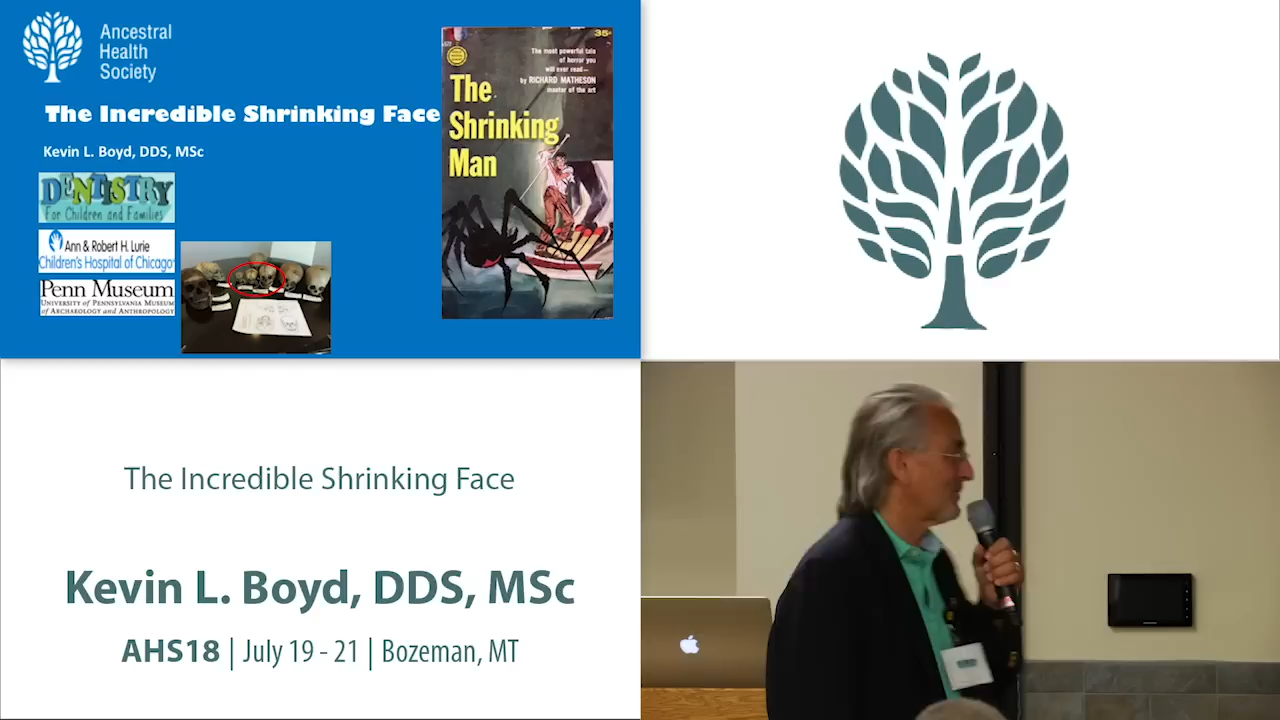 Ancestral
Health
Society
The Incredible Shrinking Face
Kevin L. Boyd, DDS, MSc
DENTISTRY
For Children and Families
Ann & Robert H. Lurie
Children's Hospital of Chicago
Penn Museum
UNIVERSITY OF PENNSYLVANIA MUSEUM
OF ARCHAEOLOGY AND ANTHROPOLOGY
35¢
The most powerful tale
of horror you
will ever read—
by RICHARD MATHESON
master of the art
The
Shrinking
Man
The Incredible Shrinking Face
Kevin L. Boyd, DDS, MSc
AHS18 | July 19 - 21 | Bozeman, MT